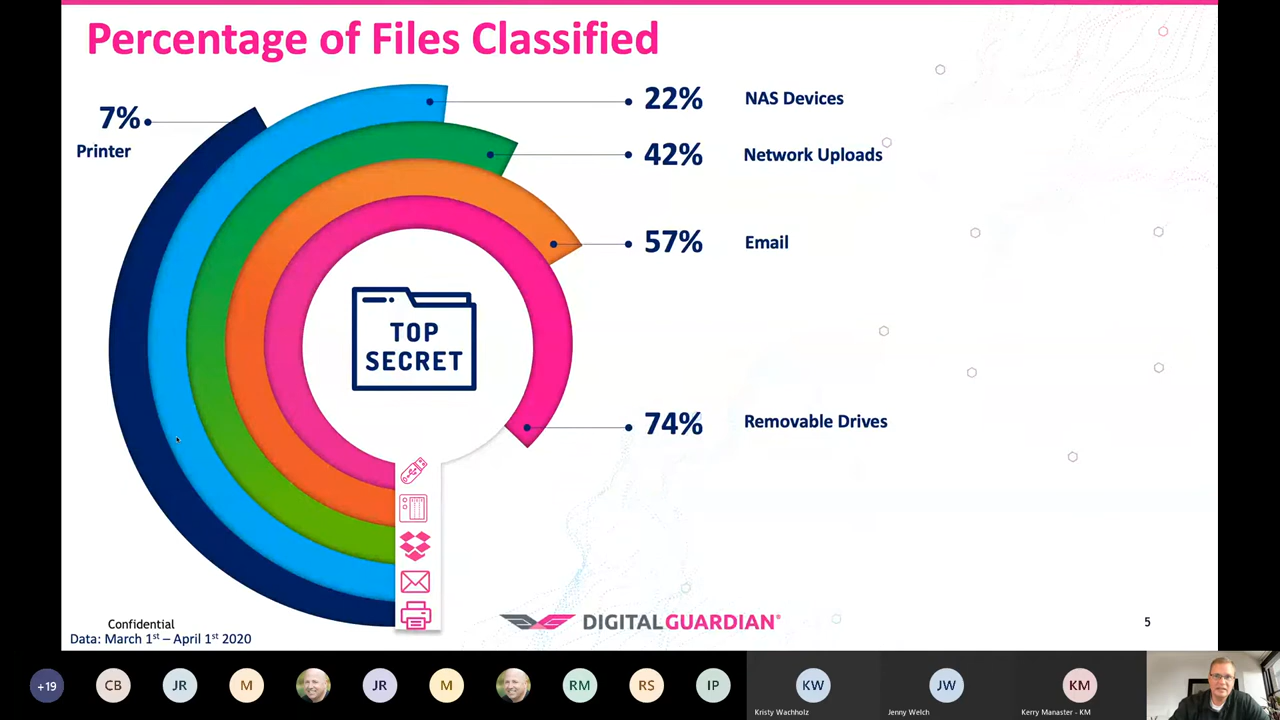 Percentage of Files Classified
7%
Printer
22% NAS Devices
42% Network Uploads
57% Email
74% Removable Drives
TOP
SECRET
Confidential
Data: March 1st – April 1st 2020
DIGITALGUARDIAN®
5
+19 CB JR M JR M RM RS IP KW JW KM
Kristy Wachholz Jenny Welch Kerry Manaster - KM